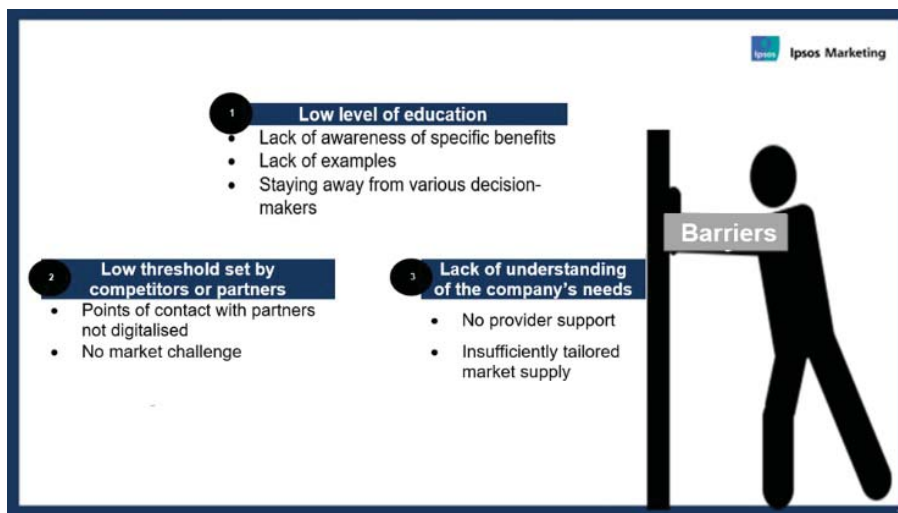 Ipsos
Ipsos Marketing
1
Low level of education
• Lack of awareness of specific benefits
• Lack of examples
• Staying away from various decision-
makers
Barriers
2
Low threshold set by
competitors or partners
• Points of contact with partners
not digitalised
• No market challenge
3
Lack of understanding
of the company's needs
• No provider support
• Insufficiently tailored
market supply